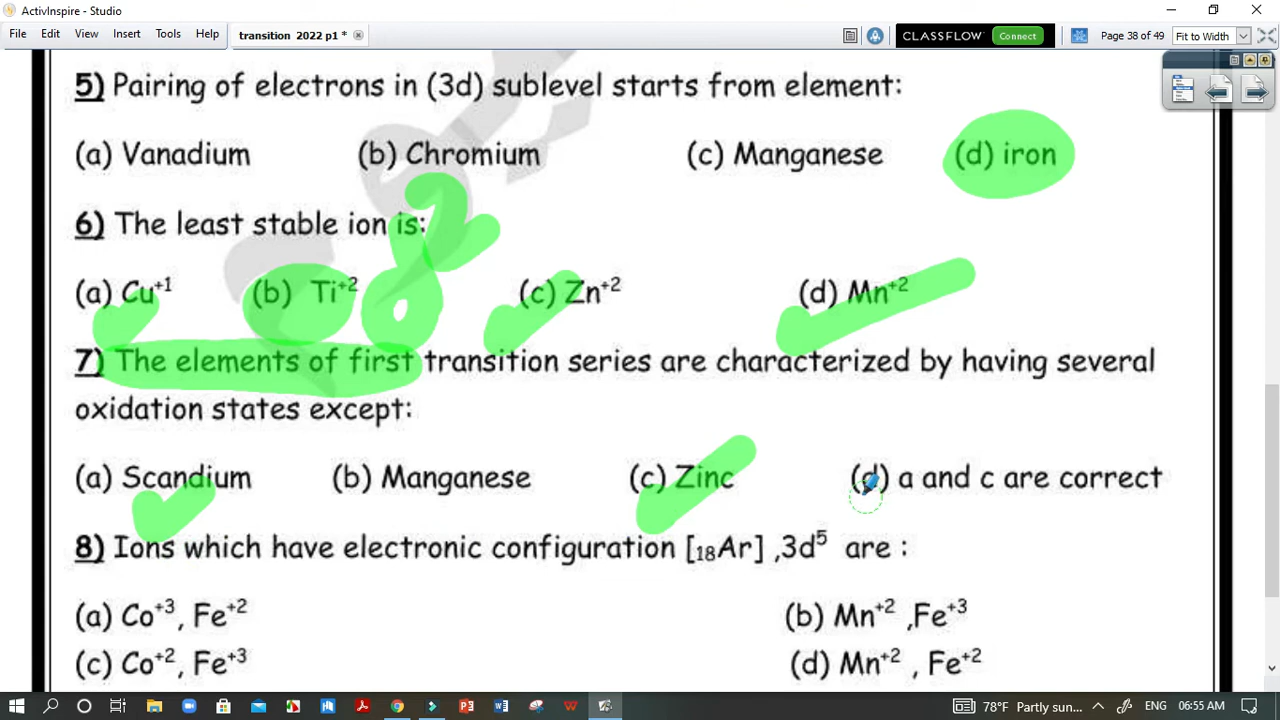 ActivInspire - Studio
File Edit View Insert Tools Help transition 2022 p1 * CLASSFLOW Connect Page 38 of 49 Fit to Width
5) Pairing of electrons in (3d) sublevel starts from element:
(a) Vanadium (b) Chromium (c) Manganese (d) iron
6) The least stable ion is:
(a) Cu+1 (b) Ti+2 (c) Zn+2 (d) Mn+2
7) The elements of first transition series are characterized by having several
oxidation states except:
(a) Scandium (b) Manganese (c) Zinc (d) a and c are correct
8) Ions which have electronic configuration [18Ar] ,3d5 are :
(a) Co+3, Fe+2 (b) Mn+2 ,Fe+3
(c) Co+2, Fe+3 (d) Mn+2 , Fe+2
78°F Partly sun... ENG 06:55 AM